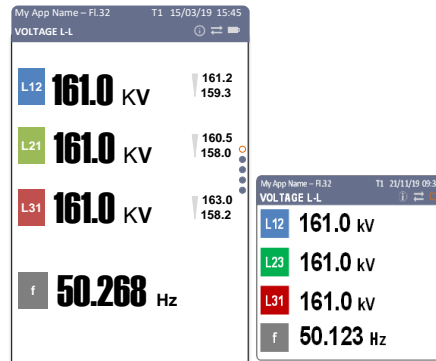 My App Name – Fl.32 T1 15/03/19 15:45
VOLTAGE L-L
L12 161.0 KV 161.2
159.3
L21 161.0 KV 160.5
158.0
L31 161.0 KV 163.0
158.2
f 50.268 Hz
My App Name – Fl.32 T1 21/11/19 09:3
VOLTAGE L-L
L12 161.0 kV
L23 161.0 kV
L31 161.0 kV
f 50.123 Hz